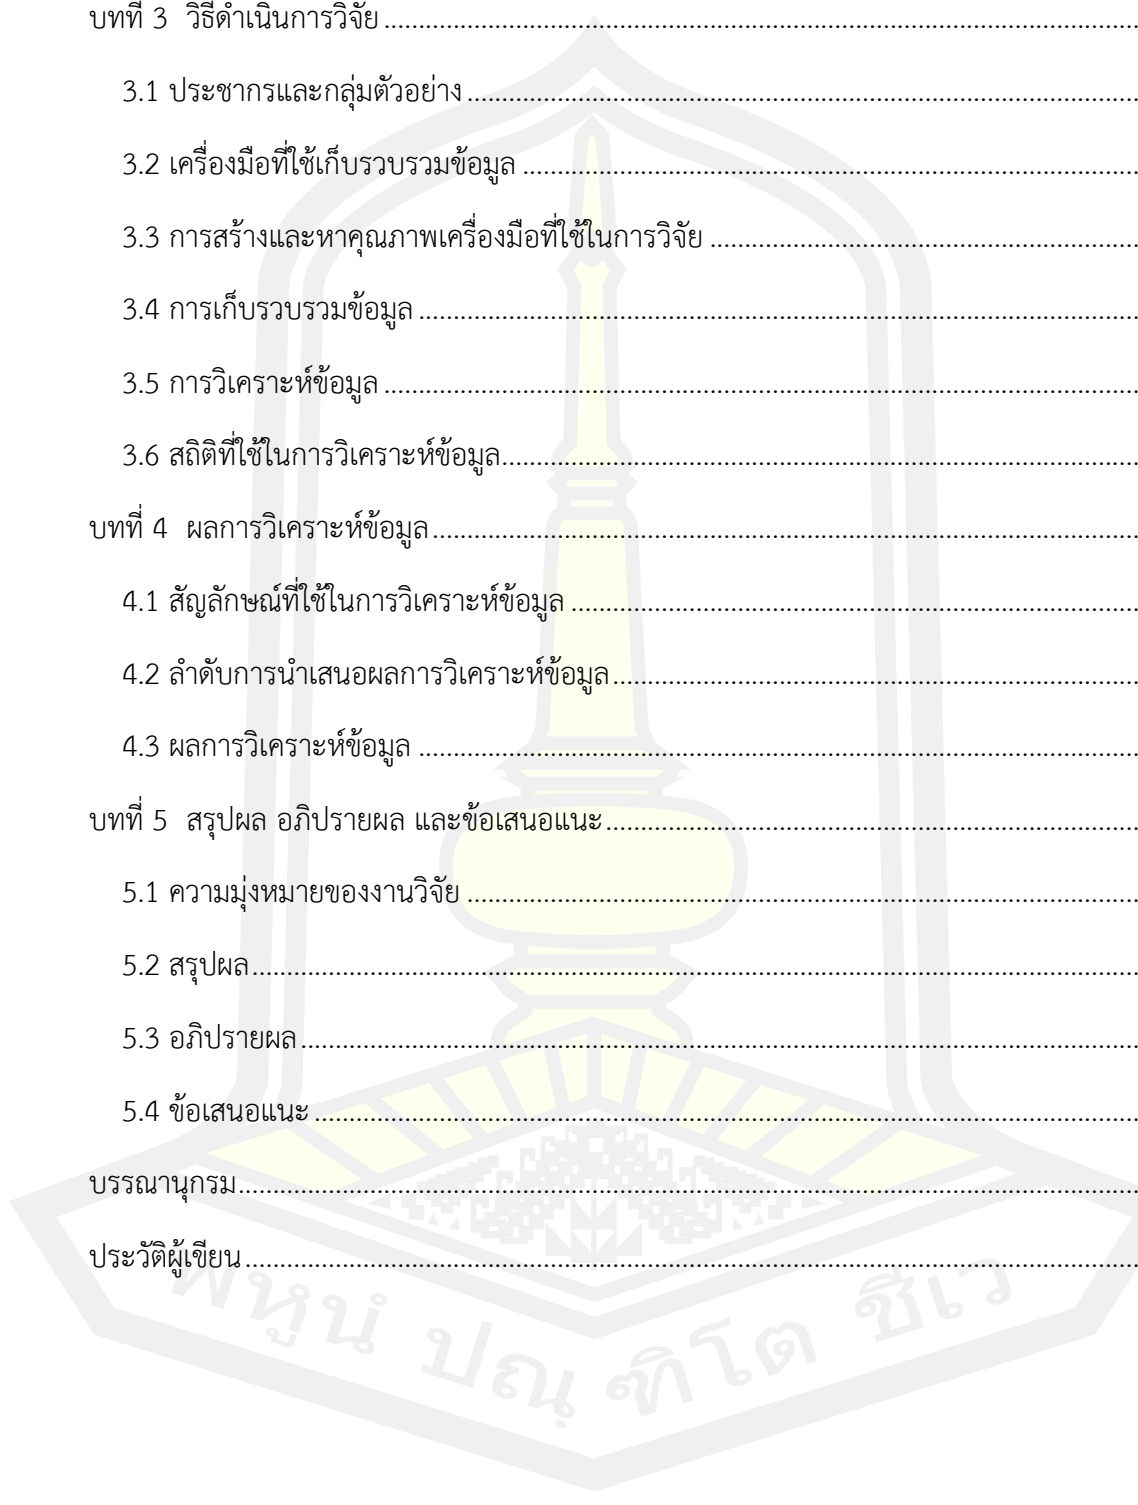 บทที่ 3 วิธีดำเนินการวิจัย
3.1 ประชากรและกลุ่มตัวอย่าง
3.2 เครื่องมือที่ใช้เก็บรวบรวมข้อมูล
3.3 การสร้างและหาคุณภาพเครื่องมือที่ใช้ในการวิจัย
3.4 การเก็บรวบรวมข้อมูล
3.5 การวิเคราะห์ข้อมูล
3.6 สถิติที่ใช้ในการวิเคราะห์ข้อมูล
บทที่ 4 ผลการวิเคราะห์ข้อมูล
4.1 สัญลักษณ์ที่ใช้ในการวิเคราะห์ข้อมูล
4.2 ลำดับการนำเสนอผลการวิเคราะห์ข้อมูล
4.3 ผลการวิเคราะห์ข้อมูล
บทที่ 5 สรุปผล อภิปรายผล และข้อเสนอแนะ
5.1 ความมุ่งหมายของงานวิจัย
5.2 สรุปผล
5.3 อภิปรายผล
5.4 ข้อเสนอแนะ
บรรณานุกรม
ประวัติผู้เขียน
พหูนํ ปณฺฑิโต ชีเว